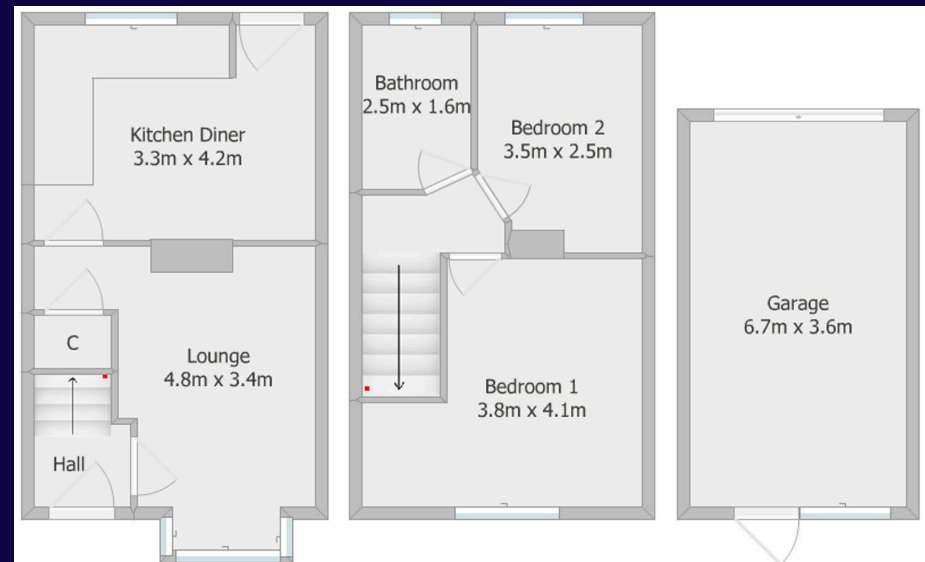 Kitchen Diner
3.3m x 4.2m
C
Lounge
4.8m x 3.4m
Hall
Bathroom
2.5m x 1.6m
Bedroom 2
3.5m x 2.5m
Bedroom 1
3.8m x 4.1m
Garage
6.7m x 3.6m